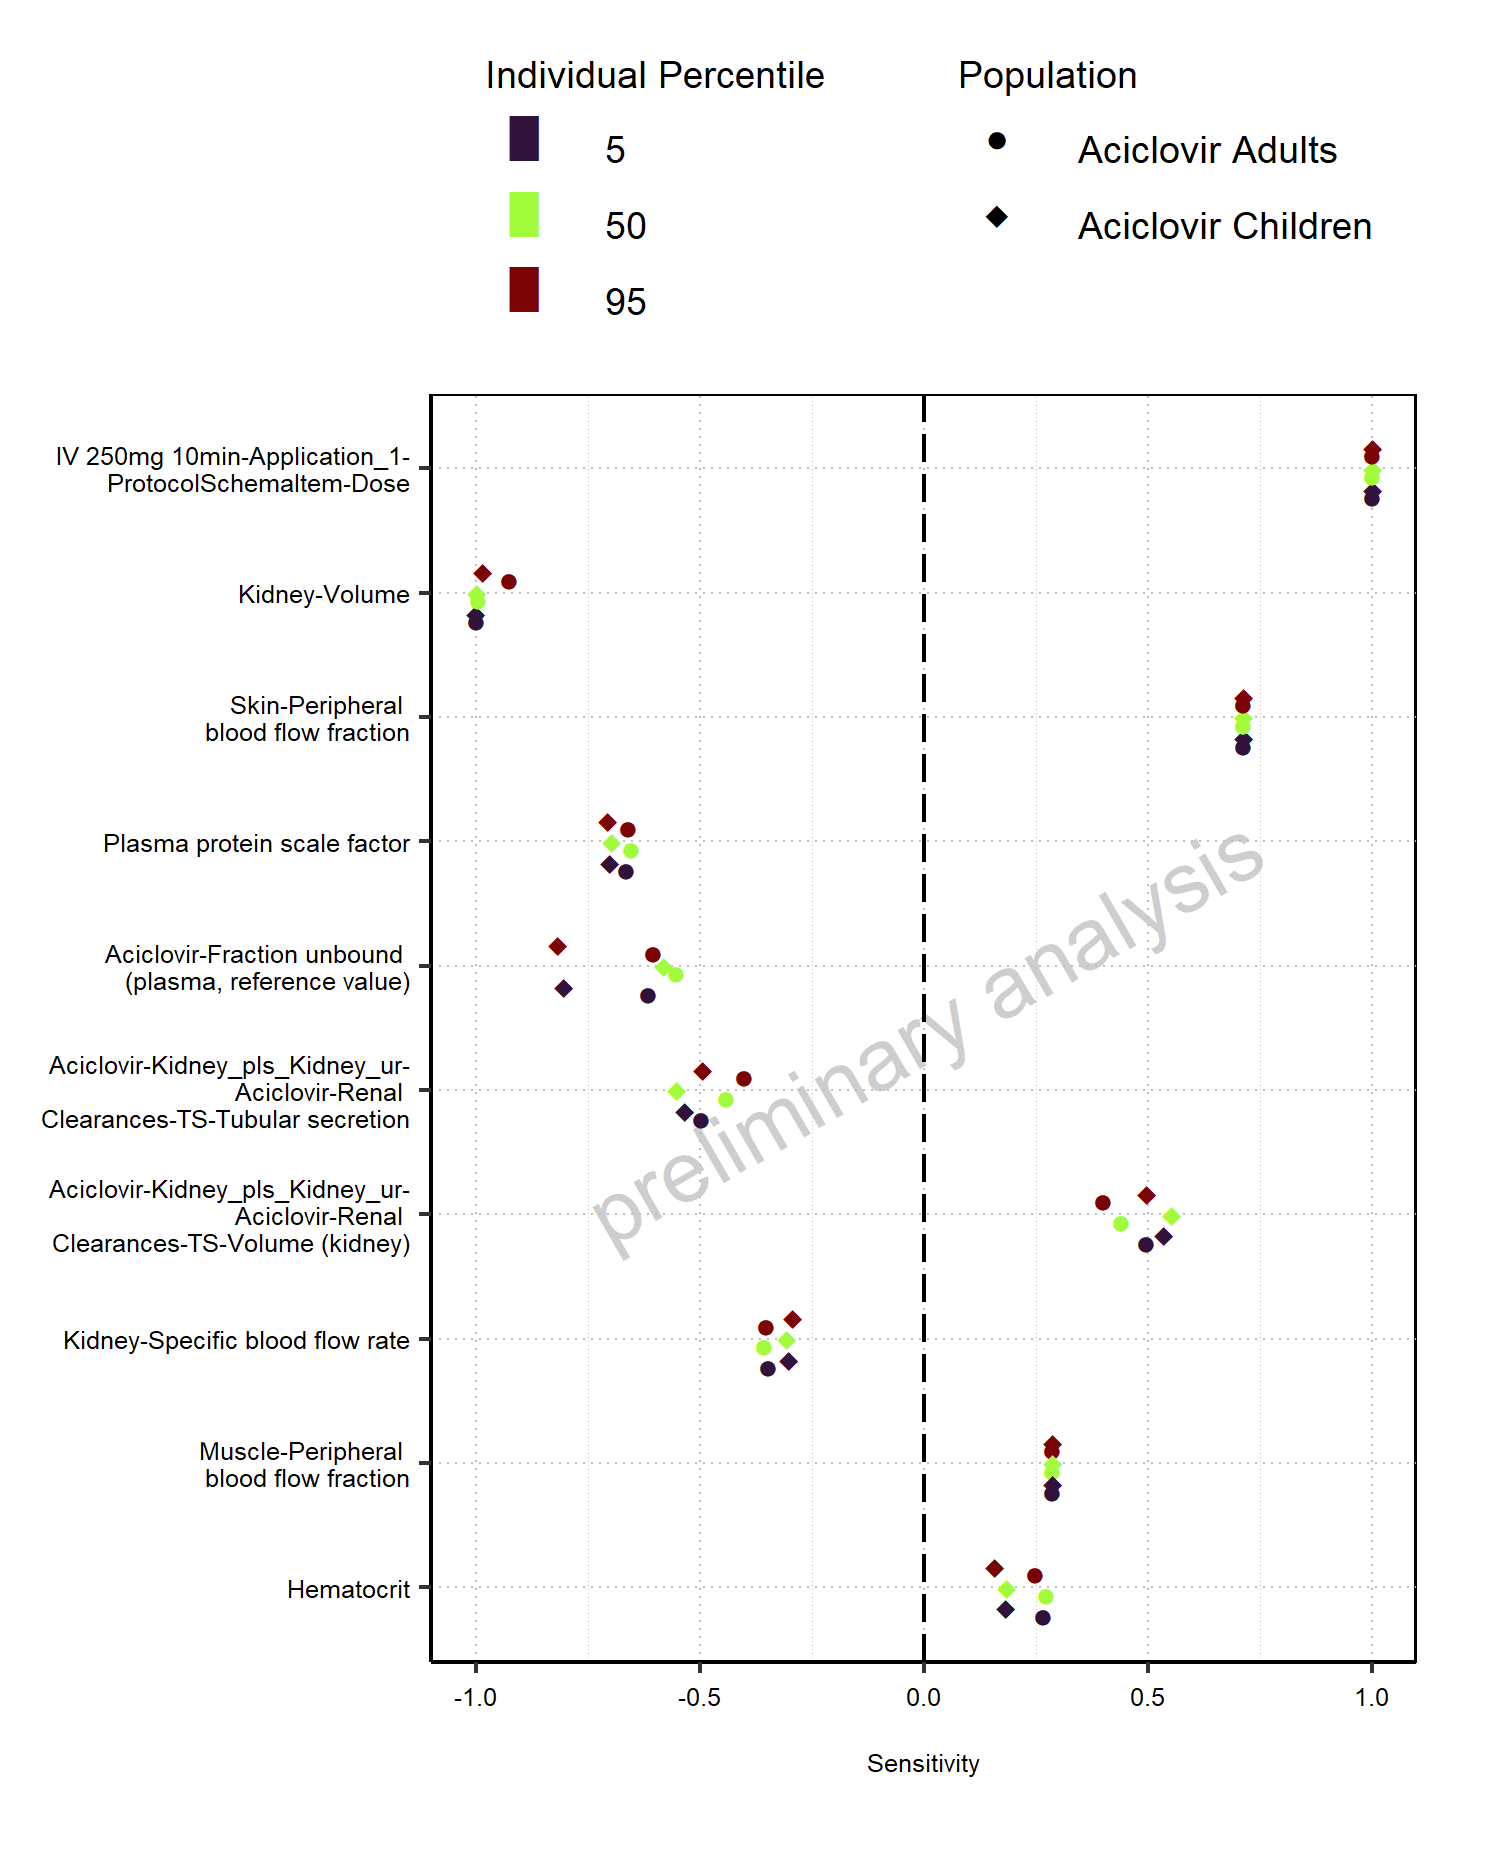 Individual Percentile
5
50
95
Population
Aciclovir Adults
Aciclovir Children
IV 250mg 10min-Application_1-
ProtocolSchemaItem-Dose
Kidney-Volume
Skin-Peripheral
blood flow fraction
Plasma protein scale factor
Aciclovir-Fraction unbound
(plasma, reference value)
Aciclovir-Kidney_pls_Kidney_ur-
Aciclovir-Renal
Clearances-TS-Tubular secretion
Aciclovir-Kidney_pls_Kidney_ur-
Aciclovir-Renal
Clearances-TS-Volume (kidney)
Kidney-Specific blood flow rate
Muscle-Peripheral
blood flow fraction
Hematocrit
preliminary analysis
-1.0 -0.5 0.0 0.5 1.0
Sensitivity